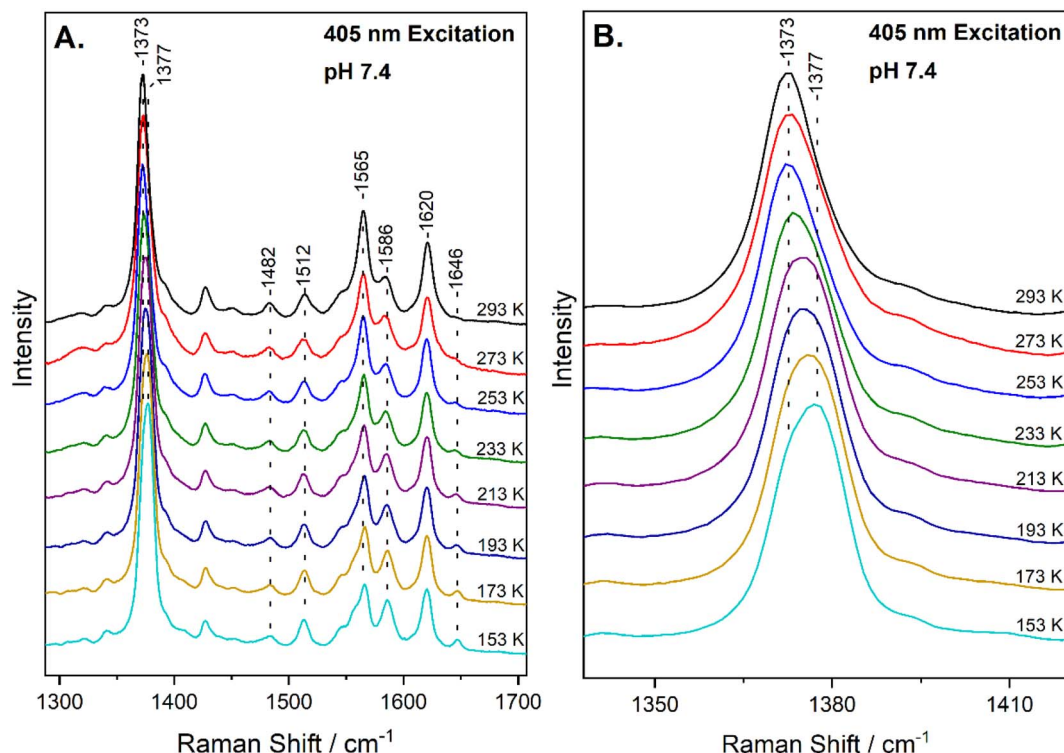 A.
405 nm Excitation
pH 7.4
1373
1377
1565
1620
1586
1482
1512
1646
293 K
273 K
253 K
233 K
213 K
193 K
173 K
153 K
Intensity
1300
1400
1500
1600
1700
Raman Shift / cm⁻¹
B.
405 nm Excitation
pH 7.4
1373
1377
293 K
273 K
253 K
233 K
213 K
193 K
173 K
153 K
Intensity
1350
1380
1410
Raman Shift / cm⁻¹